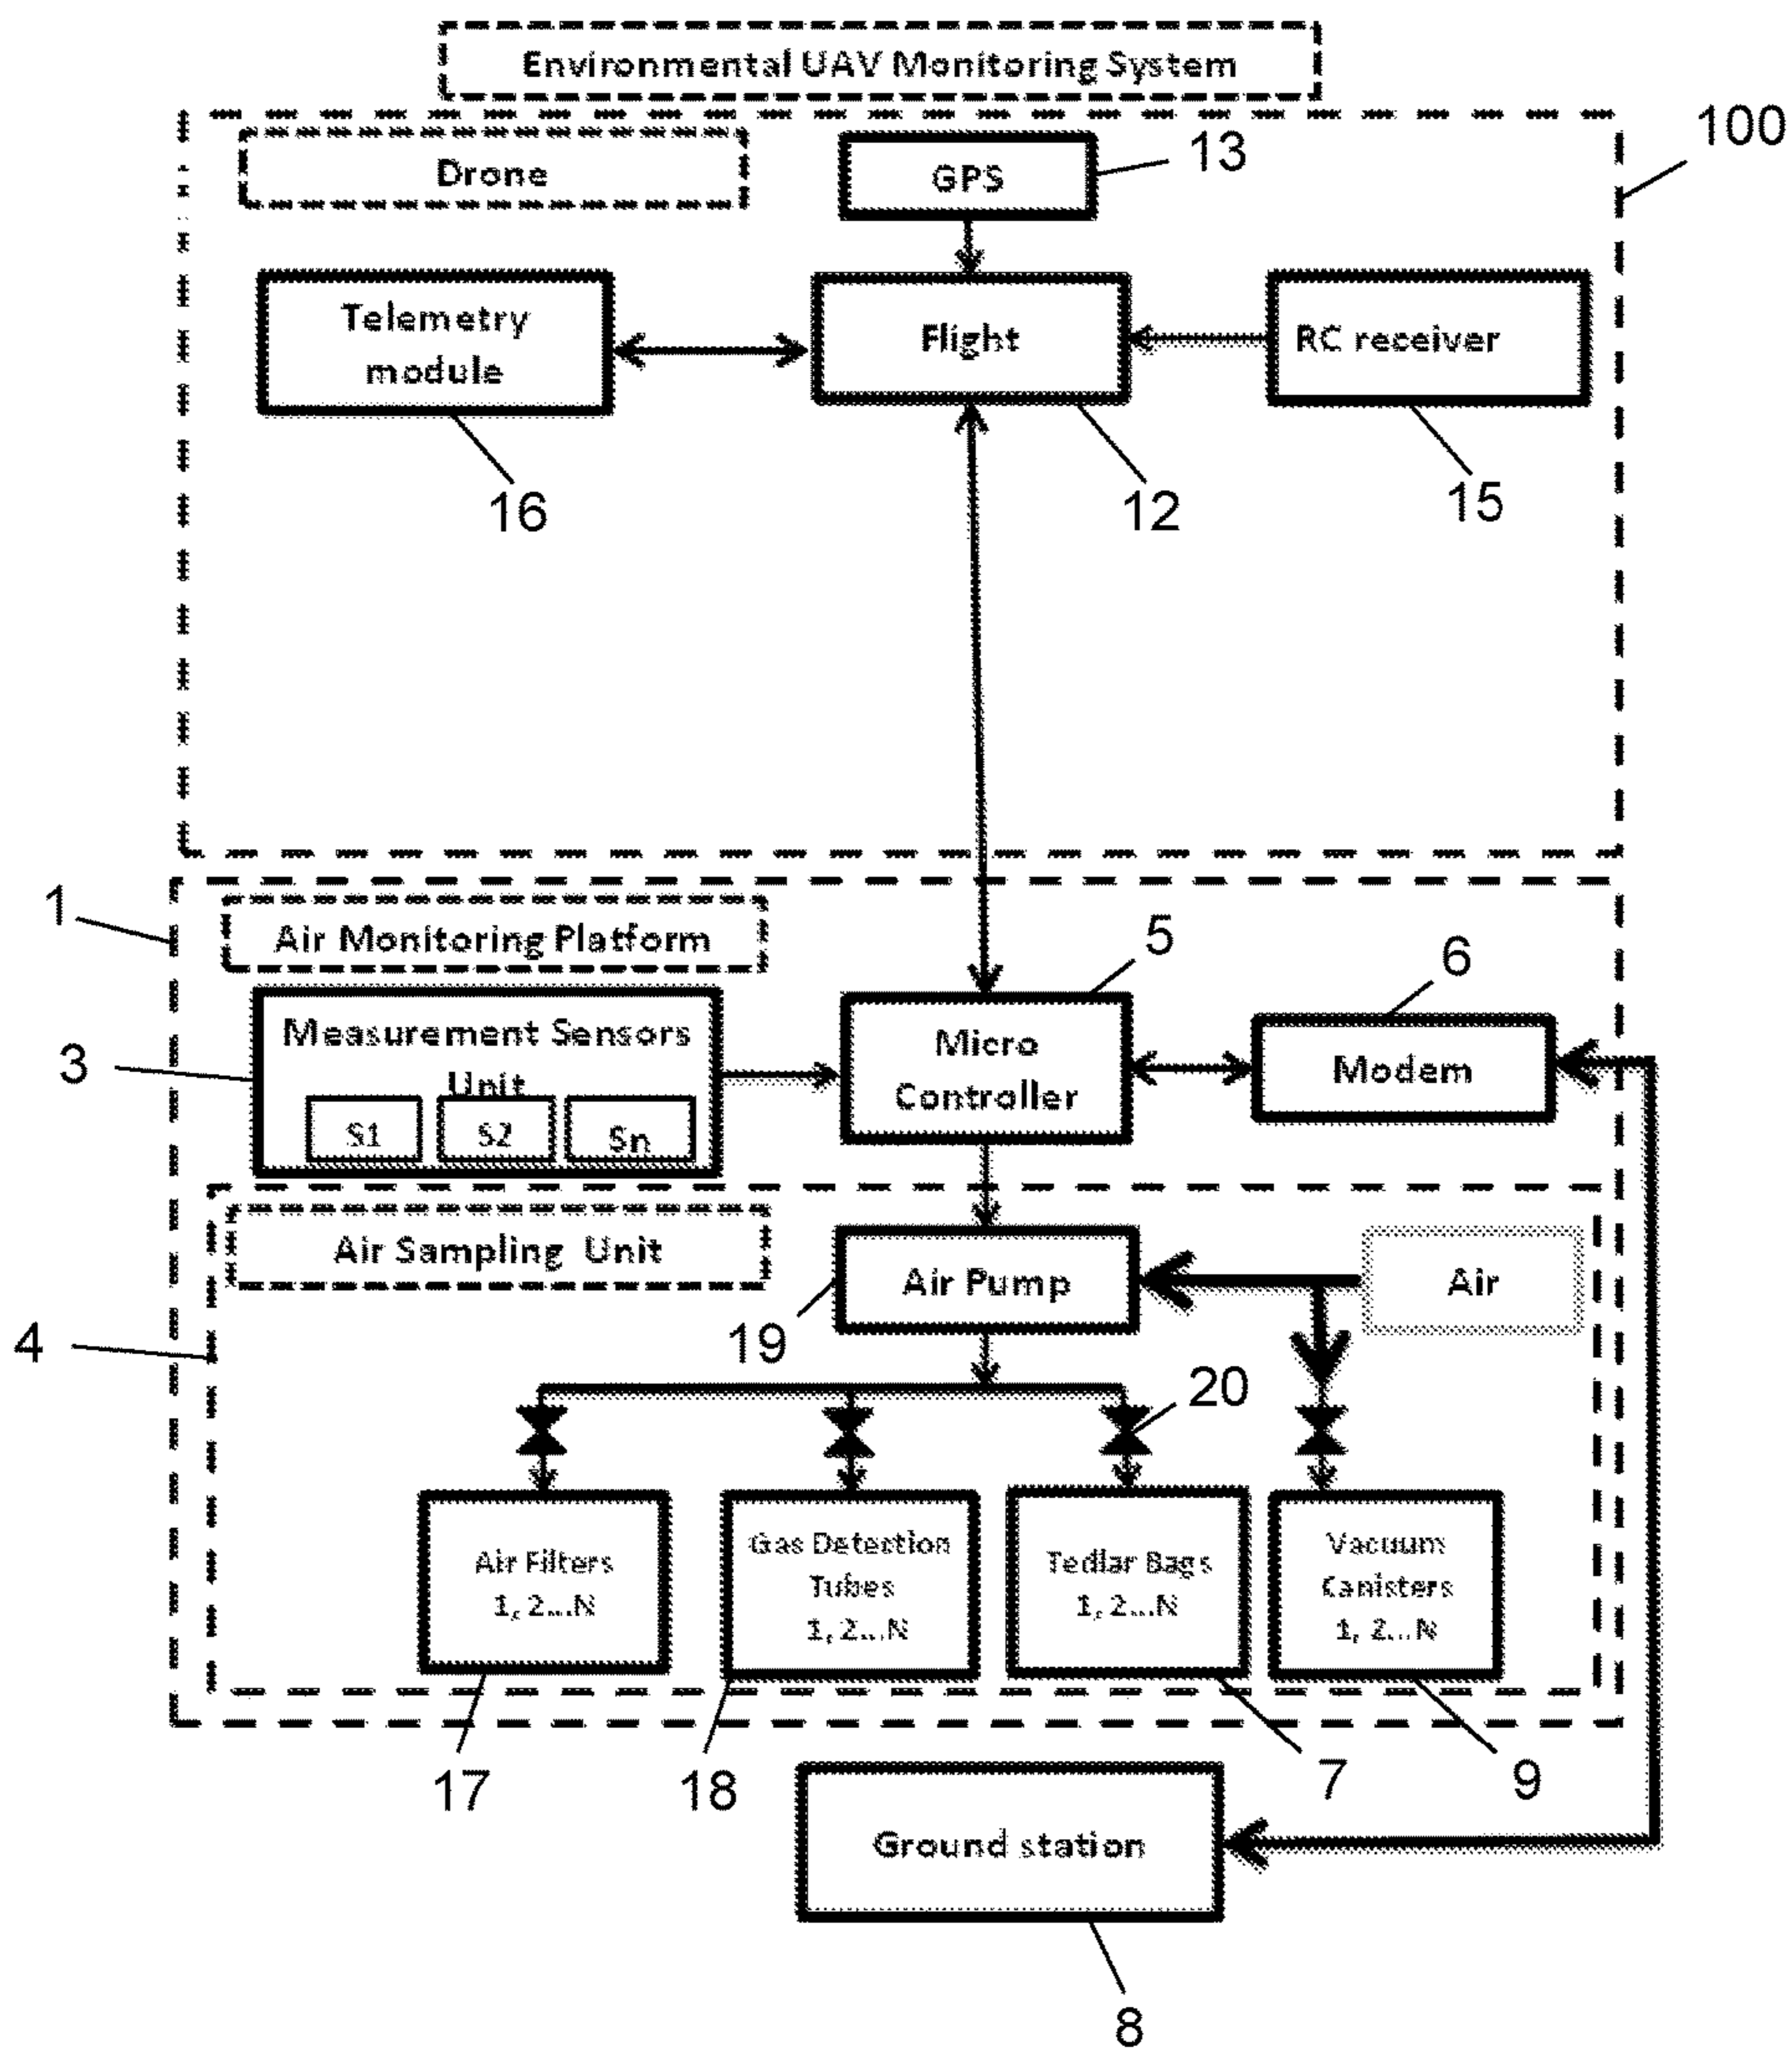 Environmental UAV Monitoring System
100
Drone
GPS
13
Telemetry
module
Flight
RC receiver
16
12
15
1
Air Monitoring Platform
5
6
3
Measurement Sensors
Unit
S1
S2
Sn
Micro
Controller
Modem
4
Air Sampling Unit
Air Pump
Air
19
20
Air Filters
1, 2...N
Gas Detection
Tubes
1, 2...N
Tedlar Bags
1, 2...N
Vacuum
Canisters
1, 2...N
17
18
7
9
Ground station
8